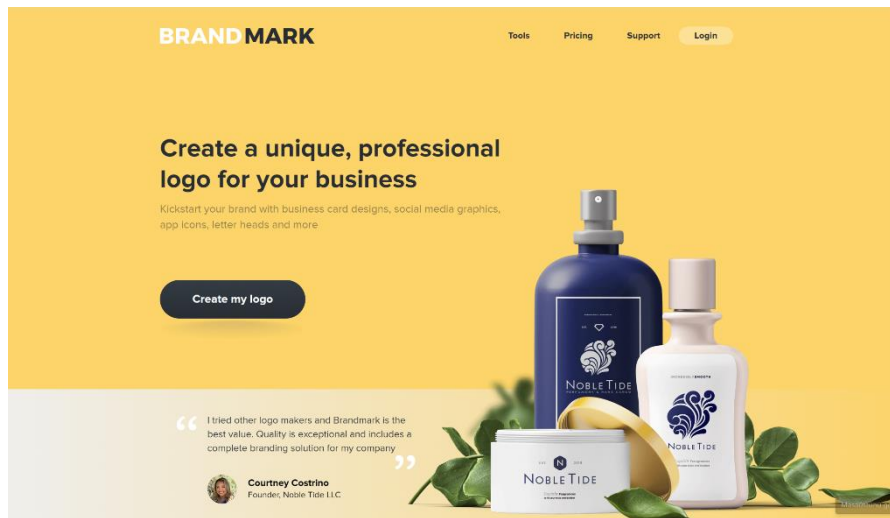 BRANDMARK
Tools Pricing Support Login
Create a unique, professional
logo for your business
Kickstart your brand with business card designs, social media graphics,
app icons, letter heads and more
Create my logo
NOBLE TIDE
NOBLE TIDE
N
NOBLE TIDE
“ I tried other logo makers and Brandmark is the
best value. Quality is exceptional and includes a
complete branding solution for my company ”
Courtney Costrino
Founder, Noble Tide LLC